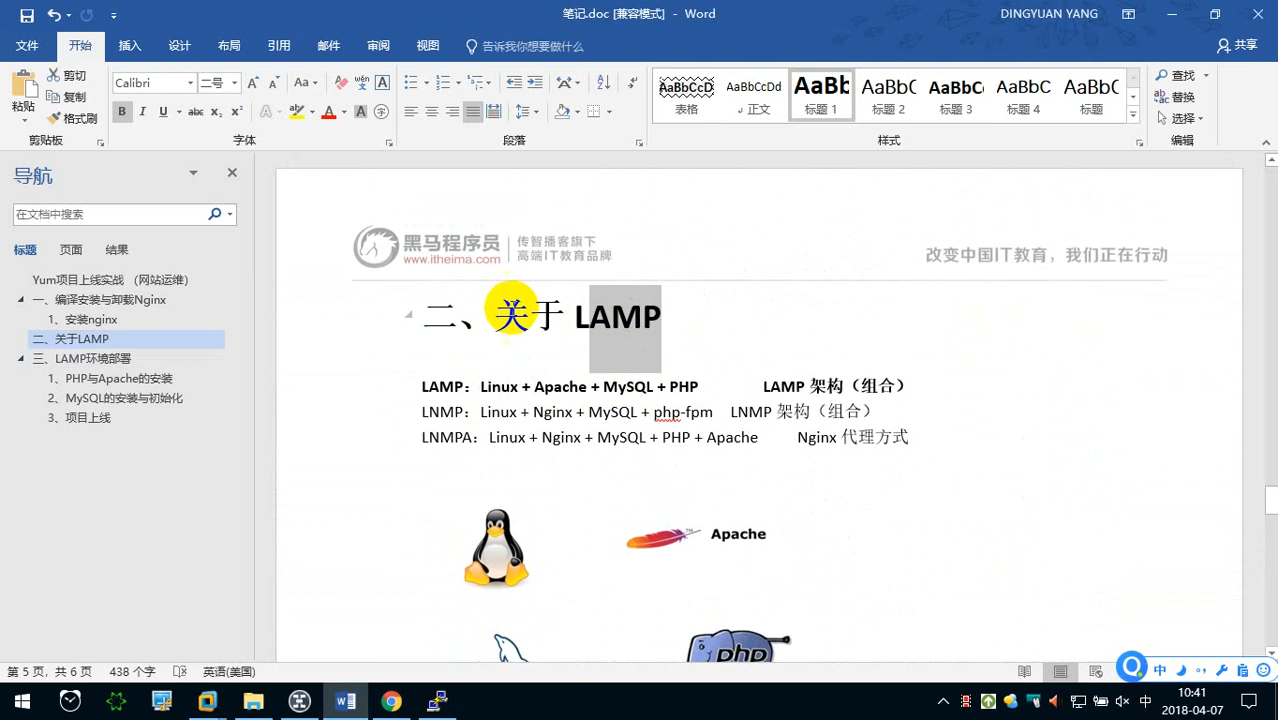 笔记.doc [兼容模式] - Word
DINGYUAN YANG
文件 开始 插入 设计 布局 引用 邮件 审阅 视图 告诉我你想要做什么 共享
粘贴 剪切 复制 格式刷
Calibri 二号
剪贴板 字体 段落 样式 编辑
AaBbCcD AaBbCcDd AaBb AaBbC AaBbC AaBbC AaBbC
表格 正文 标题 1 标题 2 标题 3 标题 4 标题
查找
替换
选择
导航
在文档中搜索
标题 页面 结果
Yum项目上线实战 (网站运维)
一、编译安装与卸载Nginx
1、安装nginx
二、关于LAMP
三、LAMP环境部署
1、PHP与Apache的安装
2、MySQL的安装与初始化
3、项目上线
黑马程序员
www.itheima.com
传智播客旗下
高端IT教育品牌
改变中国IT教育，我们正在行动
二、关于 LAMP
LAMP：Linux + Apache + MySQL + PHP LAMP 架构（组合）
LNMP：Linux + Nginx + MySQL + php-fpm LNMP 架构（组合）
LNMPA：Linux + Nginx + MySQL + PHP + Apache Nginx 代理方式
Apache
php
第 5 页，共 6 页 438 个字 英语(美国)
中
中 10:41
2018-04-07